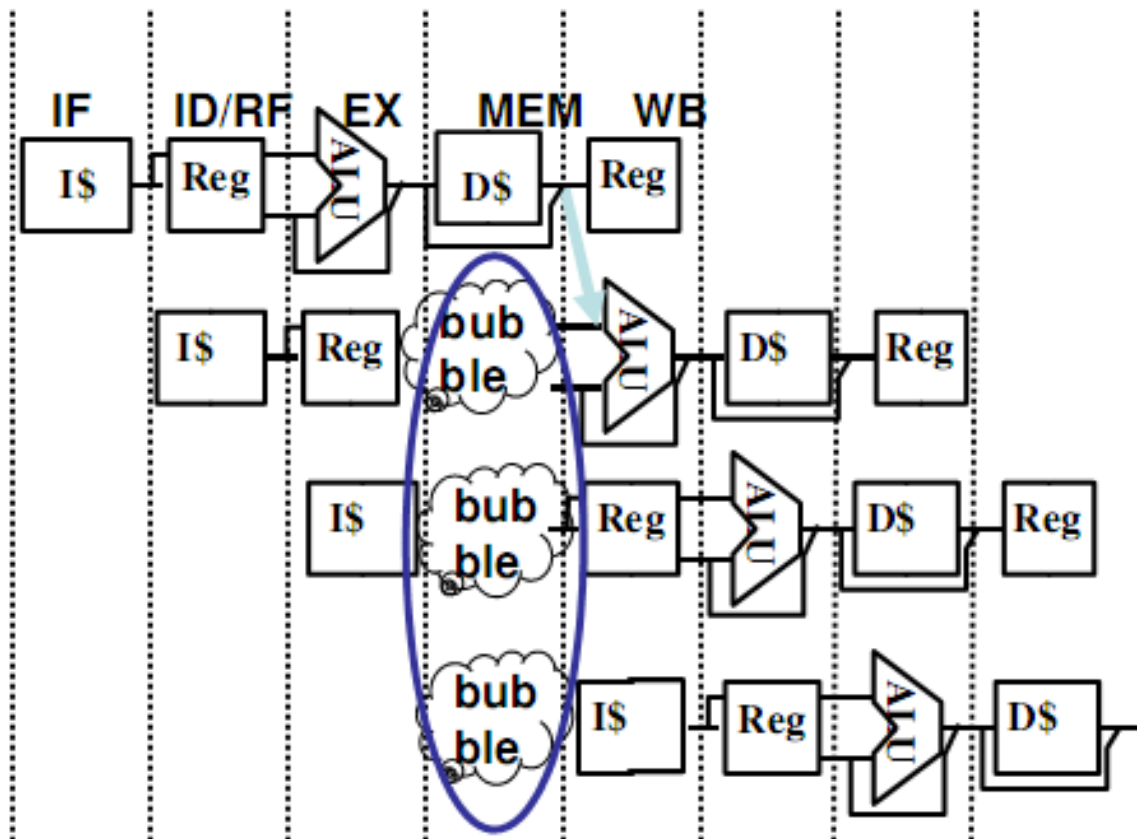 IF ID/RF EX MEM WB
I$ Reg ALU D$ Reg
I$ Reg bub ALU D$ Reg
ble
I$ bub Reg ALU D$ Reg
ble
bub I$ Reg ALU D$
ble